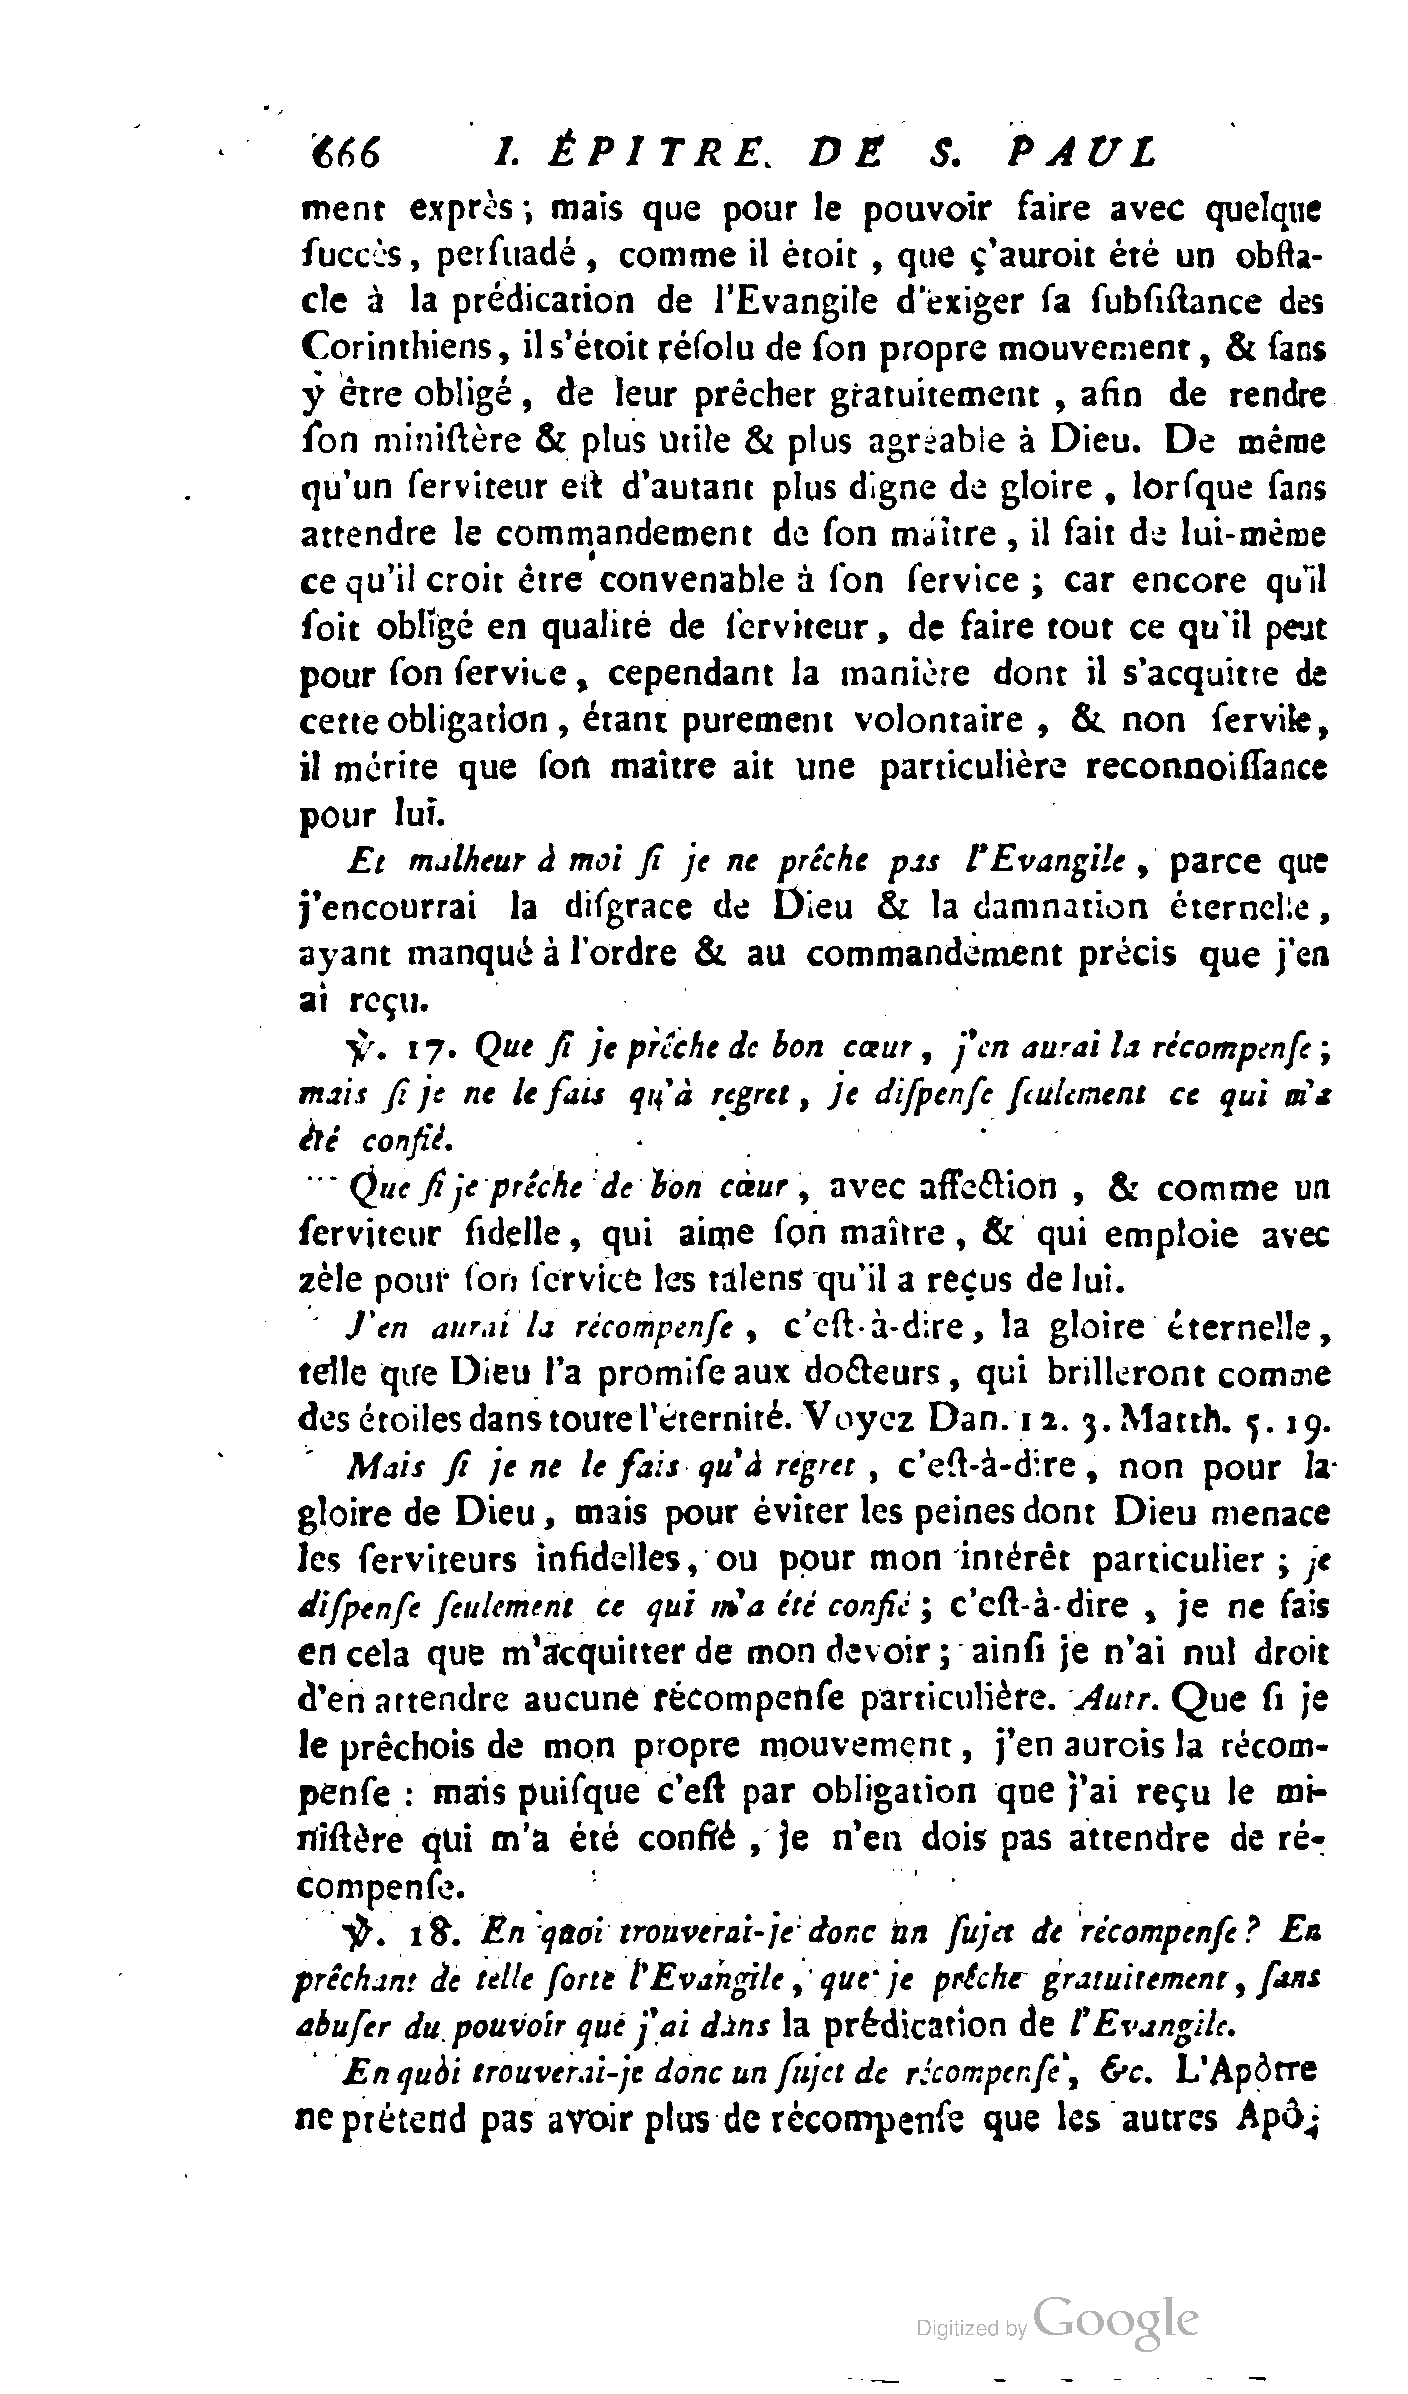 666 I. ÉPITRE DE S. PAUL
ment exprès ; mais que pour le pouvoir faire avec quelque
ſuccès, perſuadé, comme il étoit, que ç'auroit été un obſta-
cle à la prédication de l'Evangile d'exiger ſa ſubſiſtance des
Corinthiens, il s'étoit réſolu de ſon propre mouvement, & ſans
y être obligé, de leur prêcher gratuitement, afin de rendre
ſon miniſtère & plus utile & plus agréable à Dieu. De même
qu'un ſerviteur eſt d'autant plus digne de gloire, lorſque ſans
attendre le commandement de ſon maître, il fait de lui-même
ce qu'il croit être convenable à ſon ſervice ; car encore qu'il
ſoit obligé en qualité de ſerviteur, de faire tout ce qu'il peut
pour ſon ſervice, cependant la manière dont il s'acquitte de
cette obligation, étant purement volontaire, & non ſervile,
il mérite que ſon maître ait une particulière reconnoiſſance
pour lui.
Et malheur à moi ſi je ne prêche pas l'Evangile, parce que
j'encourrai la diſgrace de Dieu & la damnation éternelle,
ayant manqué à l'ordre & au commandement précis que j'en
ai reçu.
℣. 17. Que ſi je prêche de bon cœur, j'en aurai la récompenſe ;
mais ſi je ne le fais qu'à regret, je diſpenſe ſeulement ce qui m'a
été confié.
Que ſi je prêche de bon cœur, avec affection, & comme un
ſerviteur fidelle, qui aime ſon maître, & qui emploie avec
zèle pour ſon ſervice les talens qu'il a reçus de lui.
J'en aurai la récompenſe, c'eſt-à-dire, la gloire éternelle,
telle que Dieu l'a promiſe aux docteurs, qui brilleront comme
des étoiles dans toute l'éternité. Voyez Dan. 12. 3. Matth. 5. 19.
Mais ſi je ne le fais qu'à regret, c'eſt-à-dire, non pour la
gloire de Dieu, mais pour éviter les peines dont Dieu menace
les ſerviteurs infidelles, ou pour mon intérêt particulier ; je
diſpenſe ſeulement ce qui m'a été confié ; c'eſt-à-dire, je ne fais
en cela que m'acquitter de mon devoir ; ainſi je n'ai nul droit
d'en attendre aucune récompenſe particulière. Autr. Que ſi je
le prêchois de mon propre mouvement, j'en aurois la récom-
penſe : mais puiſque c'eſt par obligation que j'ai reçu le mi-
niſtère qui m'a été confié, je n'en dois pas attendre de ré-
compenſe.
℣. 18. En quoi trouverai-je donc un ſujet de récompenſe ? En
prêchant de telle ſorte l'Evangile, que je prêche gratuitement, ſans
abuſer du pouvoir que j'ai dans la prédication de l'Evangile.
En quoi trouverai-je donc un ſujet de récompenſe, &c. L'Apôtre
ne prétend pas avoir plus de récompenſe que les autres Apô-
Digitized by Google